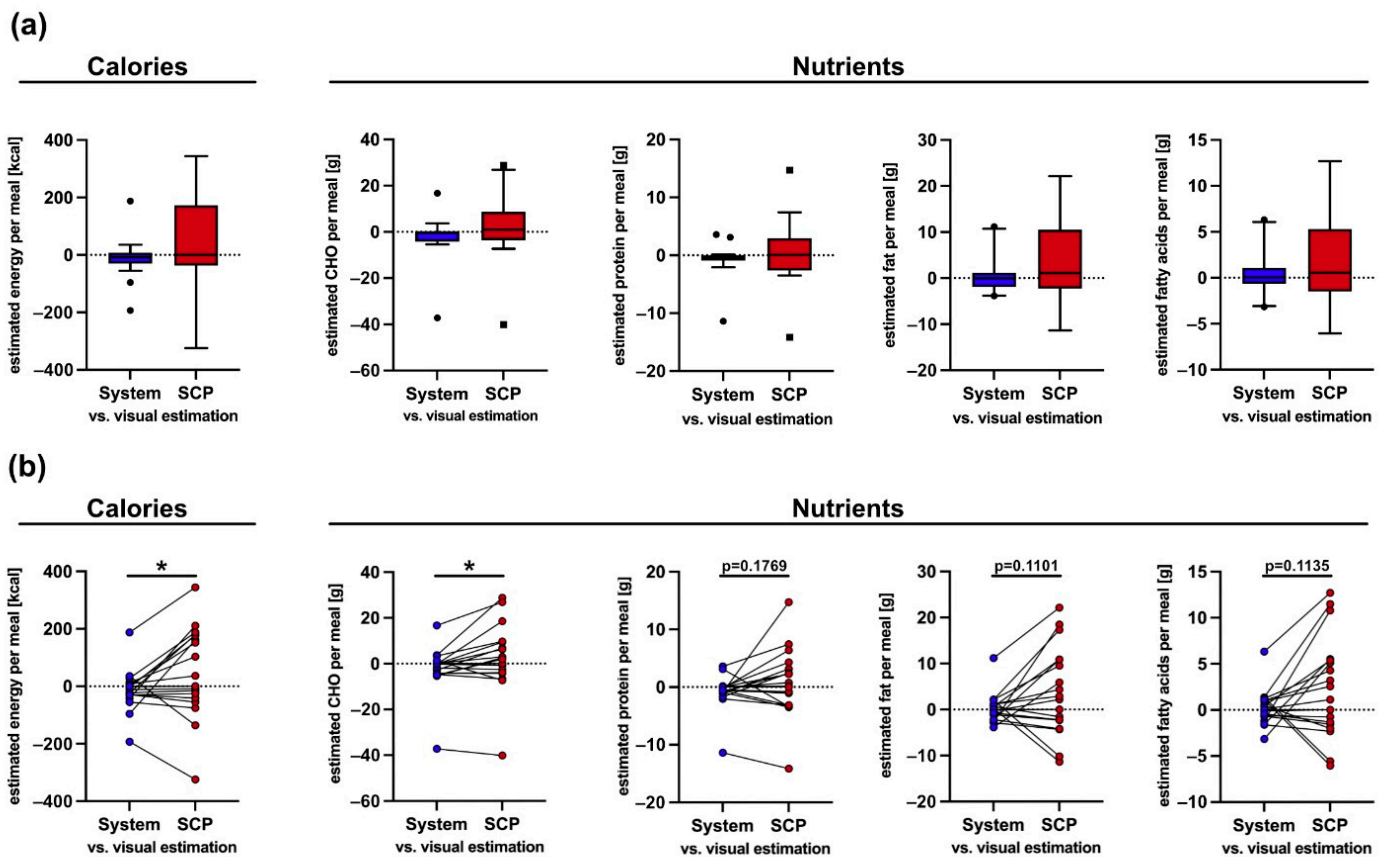 (a)
Calories
Nutrients
estimated energy per meal [kcal]
400
200
0
–200
–400
System SCP
vs. visual estimation
estimated CHO per meal [g]
40
20
0
–20
–40
–60
System SCP
vs. visual estimation
estimated protein per meal [g]
20
10
0
–10
–20
System SCP
vs. visual estimation
estimated fat per meal [g]
30
20
10
0
–10
–20
System SCP
vs. visual estimation
estimated fatty acids per meal [g]
15
10
5
0
–5
–10
System SCP
vs. visual estimation
(b)
Calories
Nutrients
estimated energy per meal [kcal]
400
200
0
–200
–400
*
System SCP
vs. visual estimation
estimated CHO per meal [g]
40
20
0
–20
–40
–60
*
System SCP
vs. visual estimation
estimated protein per meal [g]
20
10
0
–10
–20
p=0.1769
System SCP
vs. visual estimation
estimated fat per meal [g]
30
20
10
0
–10
–20
p=0.1101
System SCP
vs. visual estimation
estimated fatty acids per meal [g]
15
10
5
0
–5
–10
p=0.1135
System SCP
vs. visual estimation